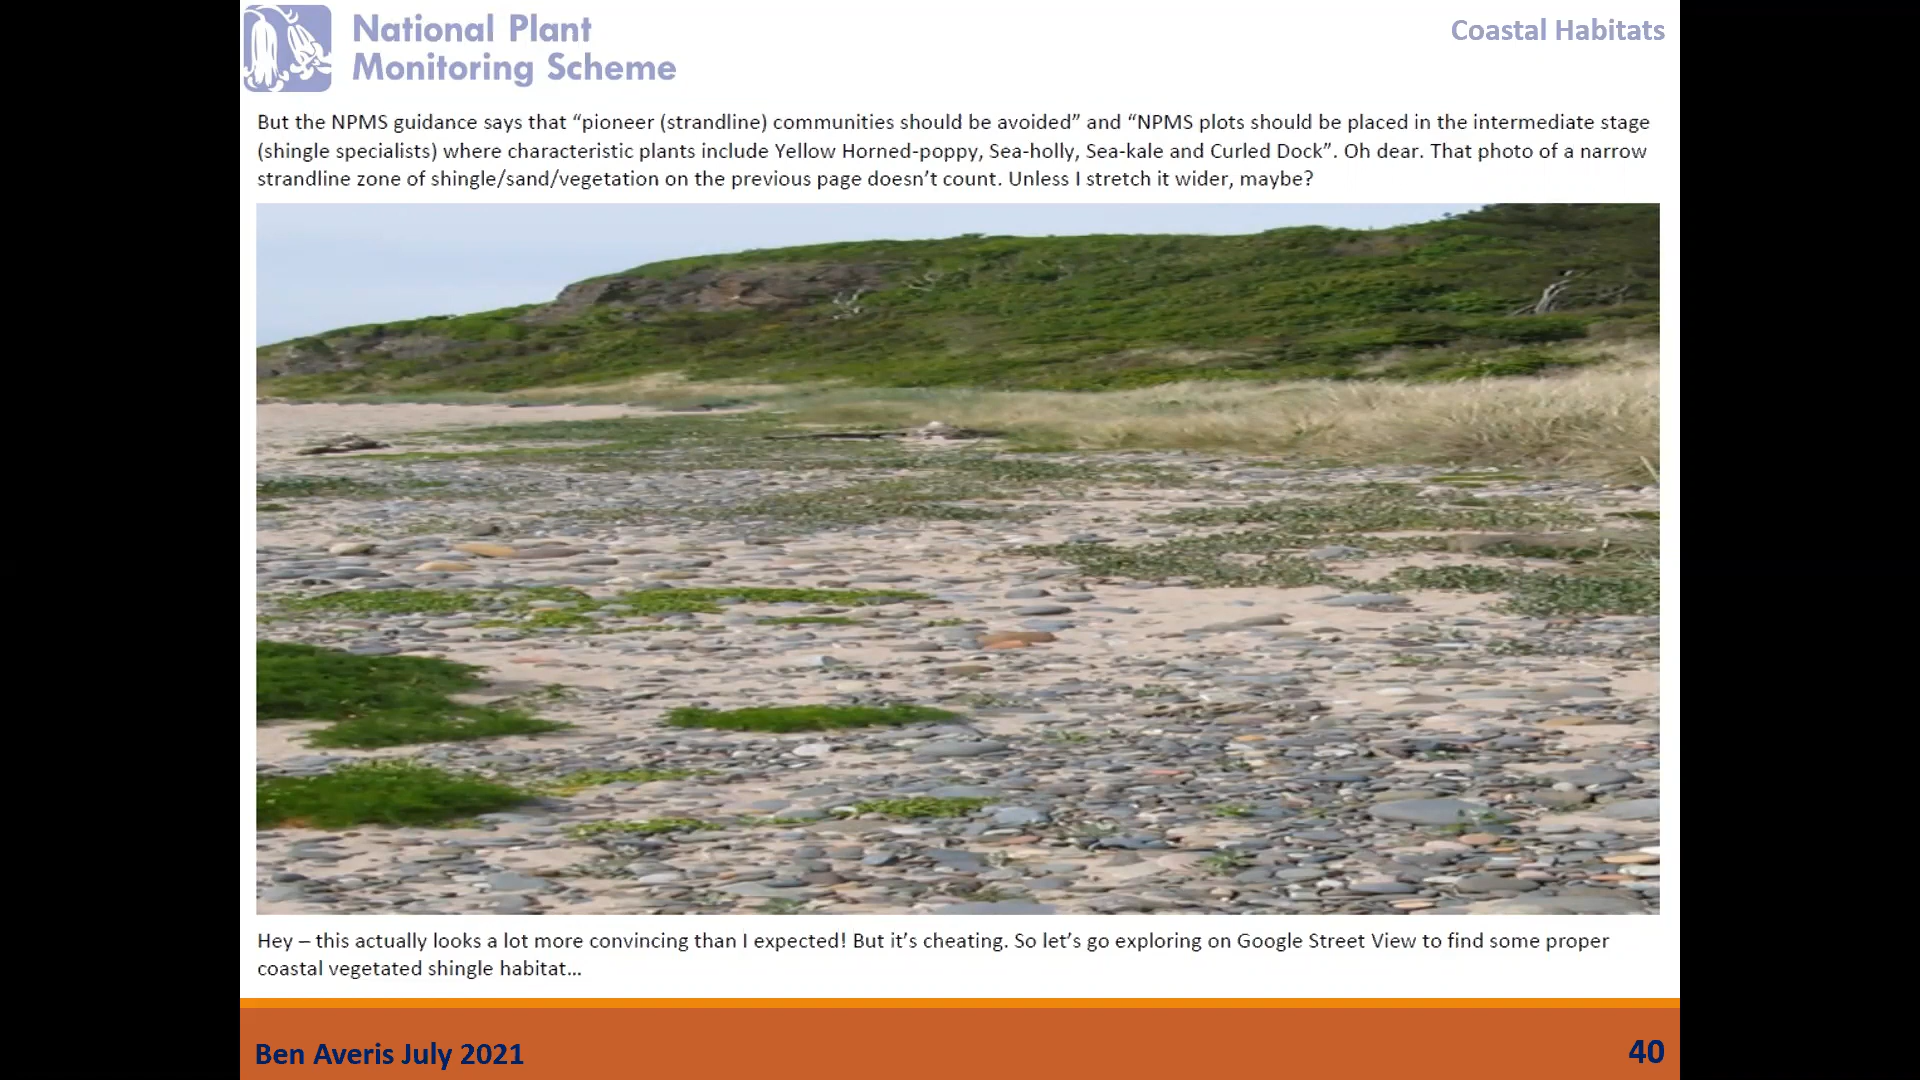 National Plant
Monitoring Scheme
Coastal Habitats
But the NPMS guidance says that “pioneer (strandline) communities should be avoided” and “NPMS plots should be placed in the intermediate stage
(shingle specialists) where characteristic plants include Yellow Horned-poppy, Sea-holly, Sea-kale and Curled Dock”. Oh dear. That photo of a narrow
strandline zone of shingle/sand/vegetation on the previous page doesn’t count. Unless I stretch it wider, maybe?
Hey – this actually looks a lot more convincing than I expected! But it’s cheating. So let’s go exploring on Google Street View to find some proper
coastal vegetated shingle habitat…
Ben Averis July 2021
40